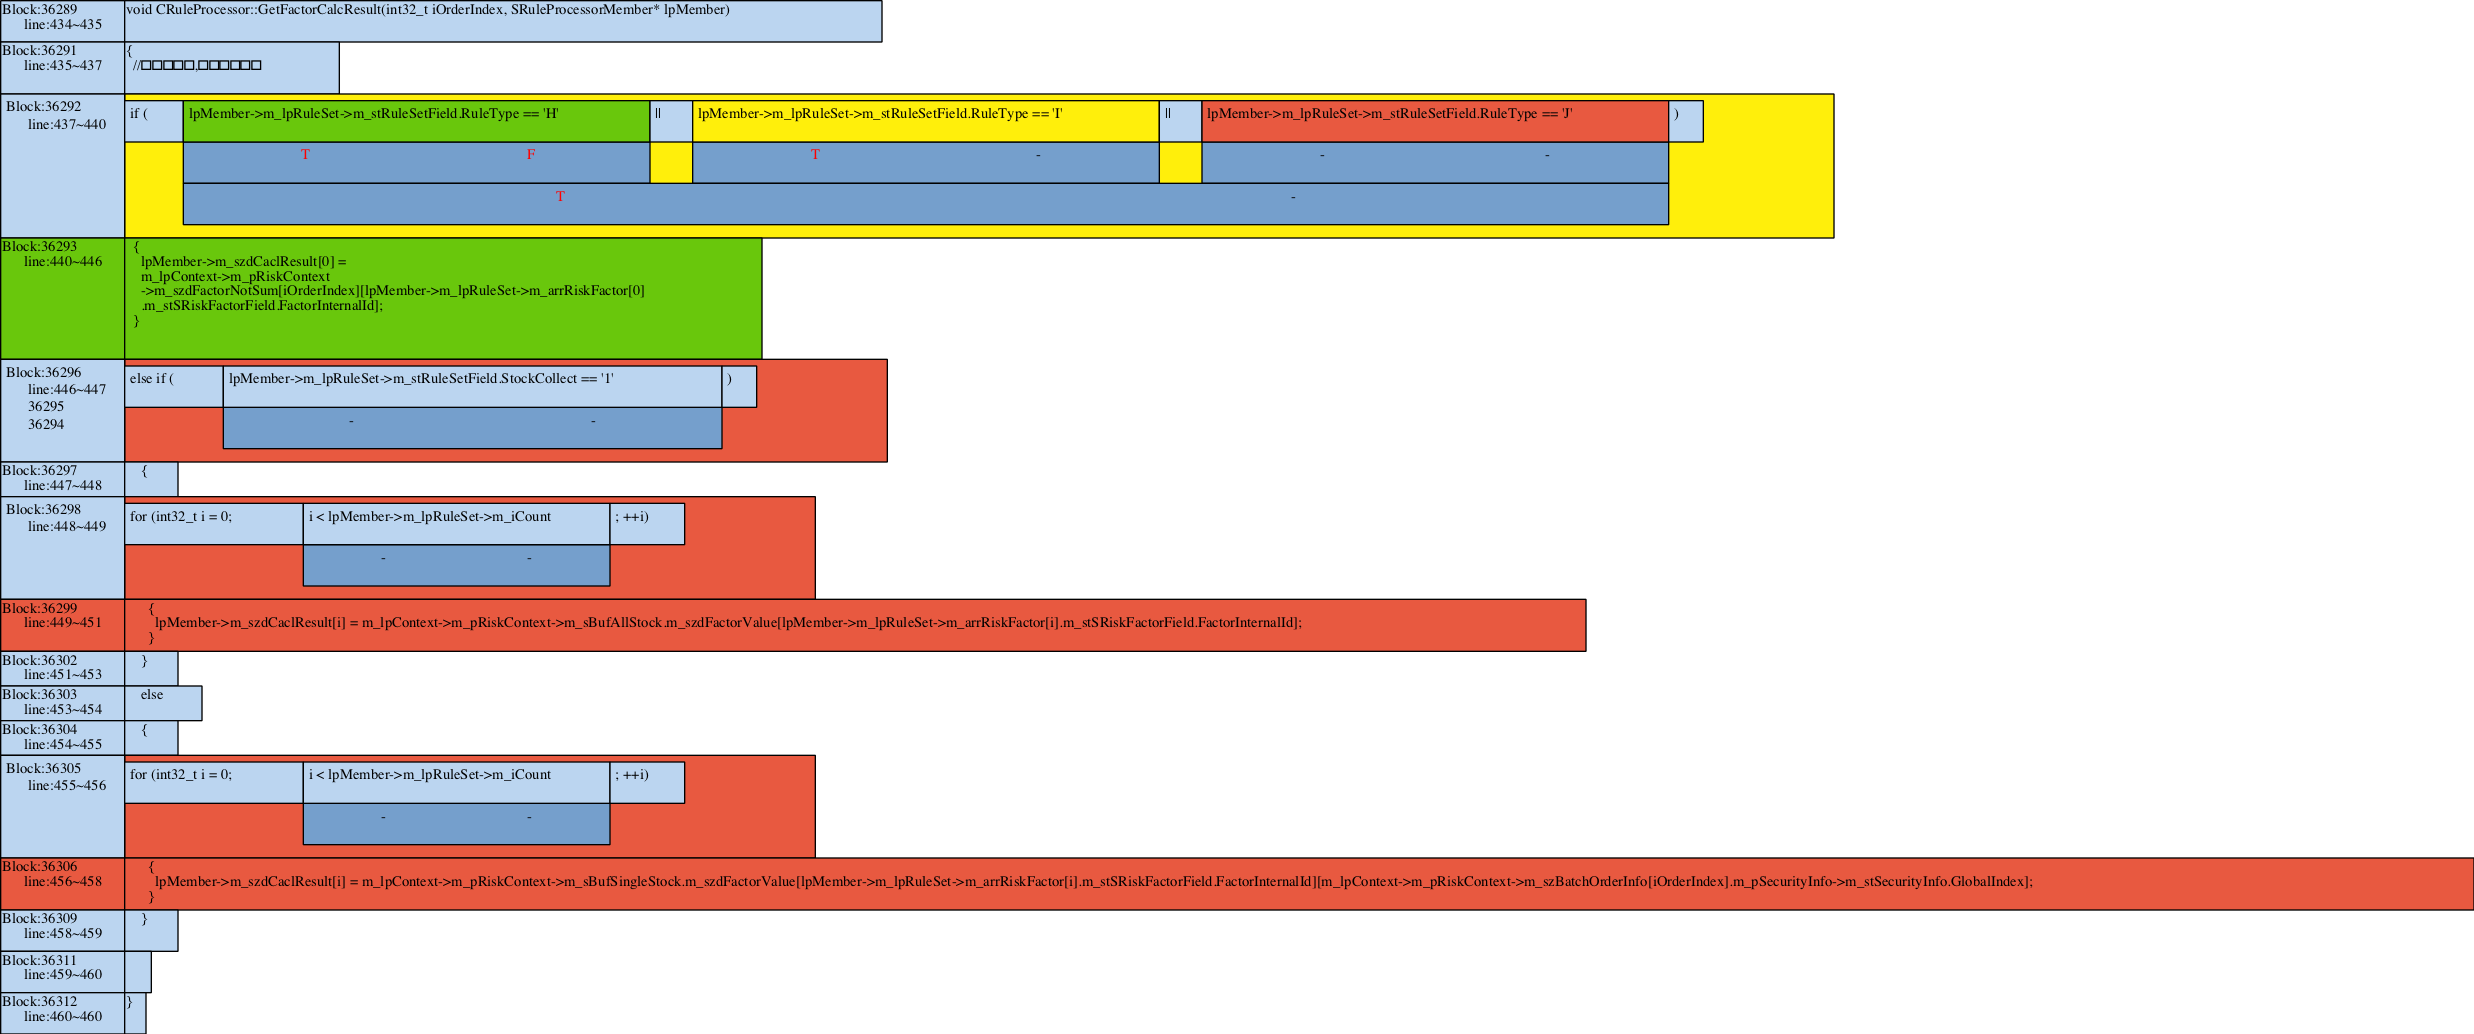 Block:36289
line:434~435
void CRuleProcessor::GetFactorCalcResult(int32_t iOrderIndex, SRuleProcessorMember* lpMember)
Block:36291
line:435~437
{
//□□□□□,□□□□□□
Block:36292
line:437~440
if ( lpMember->m_lpRuleSet->m_stRuleSetField.RuleType == 'H' || lpMember->m_lpRuleSet->m_stRuleSetField.RuleType == 'I' || lpMember->m_lpRuleSet->m_stRuleSetField.RuleType == 'J' )
T F T - - -
T -
Block:36293
line:440~446
{
lpMember->m_szdCaclResult[0] =
m_lpContext->m_pRiskContext
->m_szdFactorNotSum[iOrderIndex][lpMember->m_lpRuleSet->m_arrRiskFactor[0]
.m_stSRiskFactorField.FactorInternalId];
}
Block:36296
line:446~447
36295
36294
else if ( lpMember->m_lpRuleSet->m_stRuleSetField.StockCollect == '1' )
- -
Block:36297
line:447~448
{
Block:36298
line:448~449
for (int32_t i = 0; i < lpMember->m_lpRuleSet->m_iCount ; ++i)
- -
Block:36299
line:449~451
{
lpMember->m_szdCaclResult[i] = m_lpContext->m_pRiskContext->m_sBufAllStock.m_szdFactorValue[lpMember->m_lpRuleSet->m_arrRiskFactor[i].m_stSRiskFactorField.FactorInternalId];
}
Block:36302
line:451~453
}
Block:36303
line:453~454
else
Block:36304
line:454~455
{
Block:36305
line:455~456
for (int32_t i = 0; i < lpMember->m_lpRuleSet->m_iCount ; ++i)
- -
Block:36306
line:456~458
{
lpMember->m_szdCaclResult[i] = m_lpContext->m_pRiskContext->m_sBufSingleStock.m_szdFactorValue[lpMember->m_lpRuleSet->m_arrRiskFactor[i].m_stSRiskFactorField.FactorInternalId][m_lpContext->m_pRiskContext->m_szBatchOrderInfo[iOrderIndex].m_pSecurityInfo->m_stSecurityInfo.GlobalIndex];
}
Block:36309
line:458~459
}
Block:36311
line:459~460
Block:36312
line:460~460
}